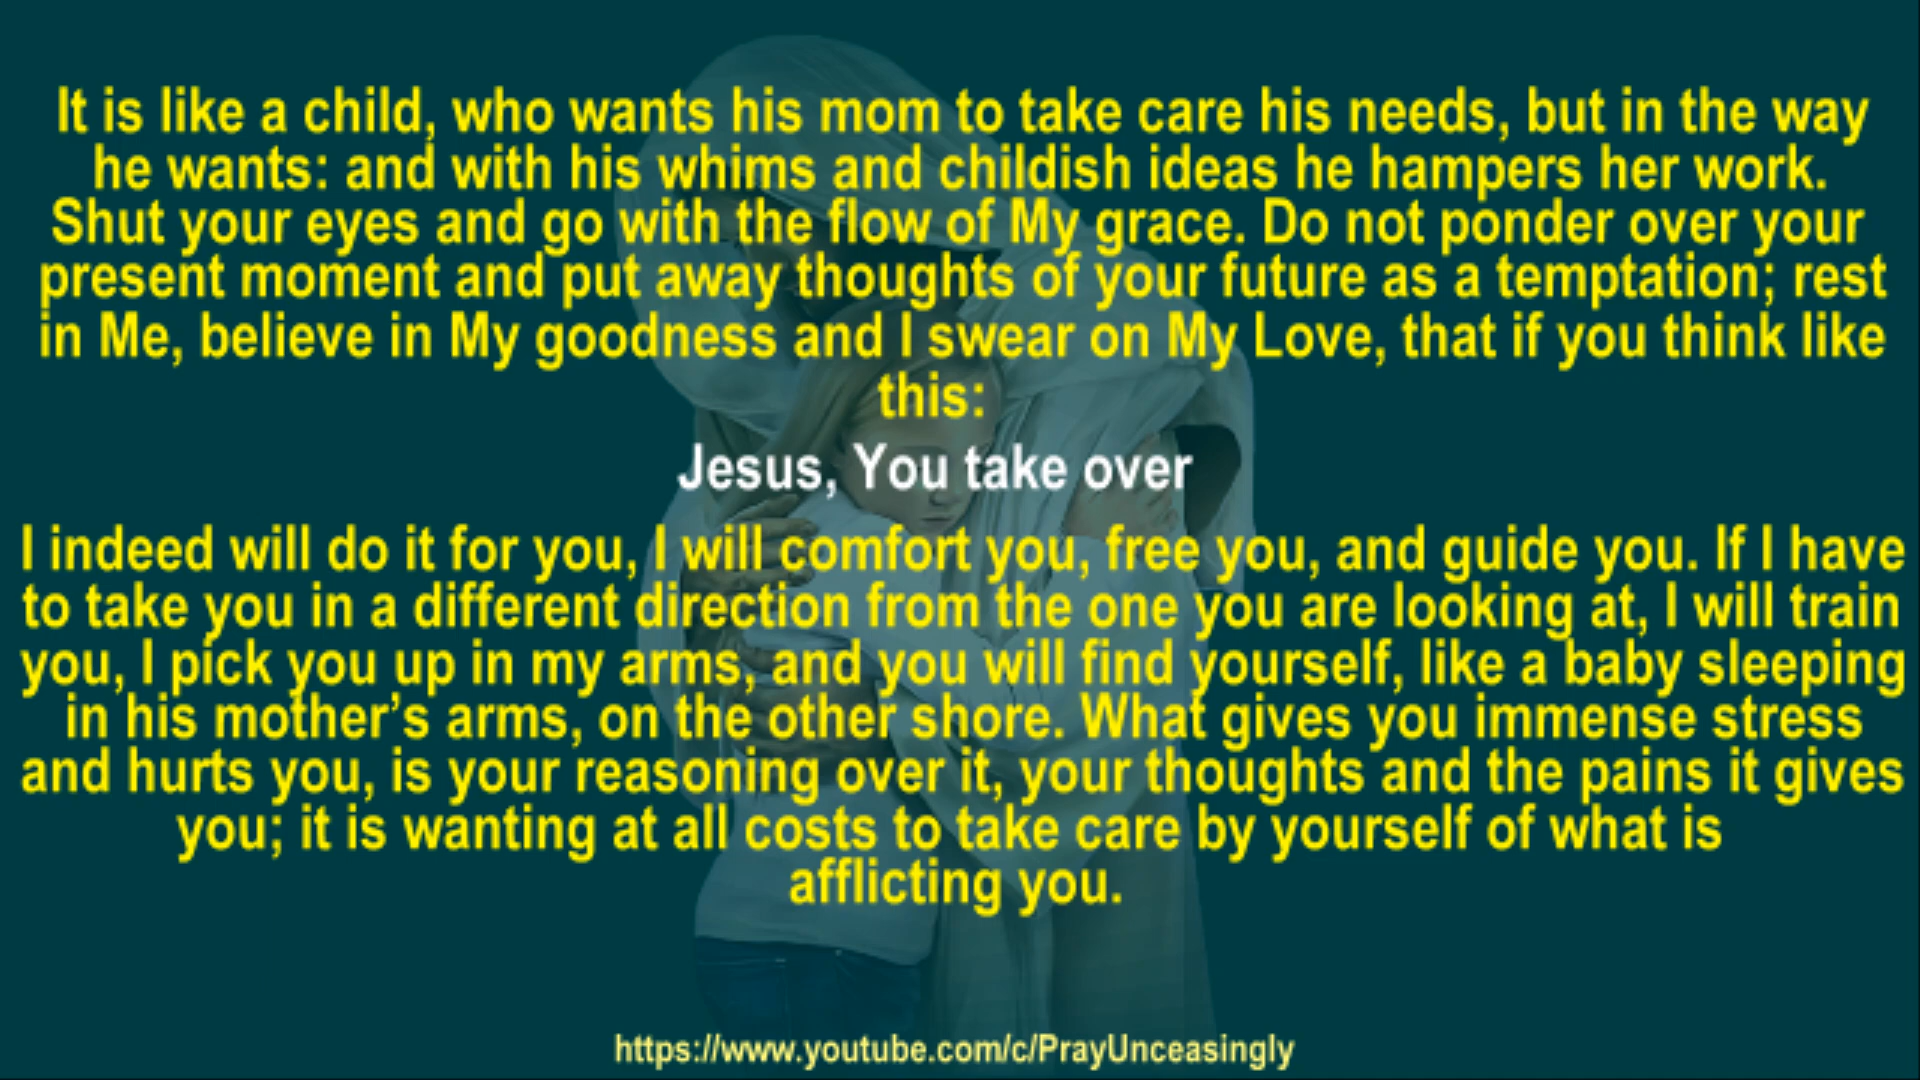 It is like a child, who wants his mom to take care his needs, but in the way
he wants: and with his whims and childish ideas he hampers her work.
Shut your eyes and go with the flow of My grace. Do not ponder over your
present moment and put away thoughts of your future as a temptation; rest
in Me, believe in My goodness and I swear on My Love, that if you think like
this:
Jesus, You take over
I indeed will do it for you, I will comfort you, free you, and guide you. If I have
to take you in a different direction from the one you are looking at, I will train
you, I pick you up in my arms, and you will find yourself, like a baby sleeping
in his mother’s arms, on the other shore. What gives you immense stress
and hurts you, is your reasoning over it, your thoughts and the pains it gives
you; it is wanting at all costs to take care by yourself of what is
afflicting you.
https://www.youtube.com/c/PrayUnceasingly